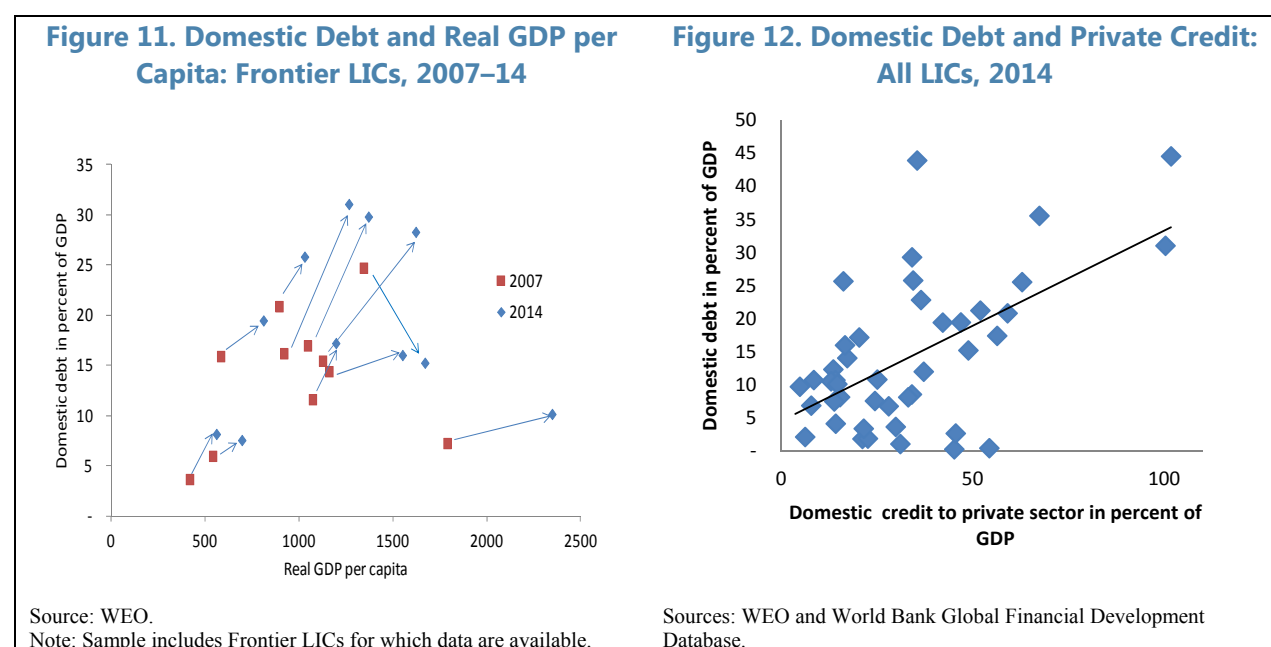 Figure 11. Domestic Debt and Real GDP per
Capita: Frontier LICs, 2007–14
35
30
25
20
15
10
5
-
Domestic debt in percent of GDP
2007
2014
0 500 1000 1500 2000 2500
Real GDP per capita
Source: WEO.
Note: Sample includes Frontier LICs for which data are available.
Figure 12. Domestic Debt and Private Credit:
All LICs, 2014
50
45
40
35
30
25
20
15
10
5
-
Domestic debt in percent of GDP
0 50 100
Domestic credit to private sector in percent of
GDP
Sources: WEO and World Bank Global Financial Development
Database.